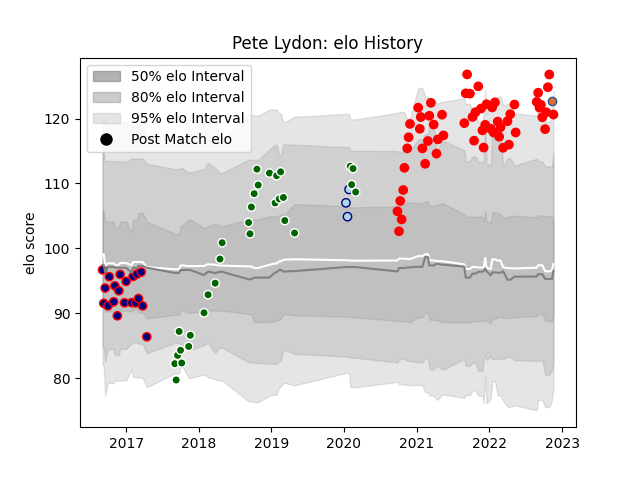 Pete Lydon: elo History
50% elo Interval
80% elo Interval
95% elo Interval
Post Match elo
elo score
120
110
100
90
80
2017 2018 2019 2020 2021 2022 2023